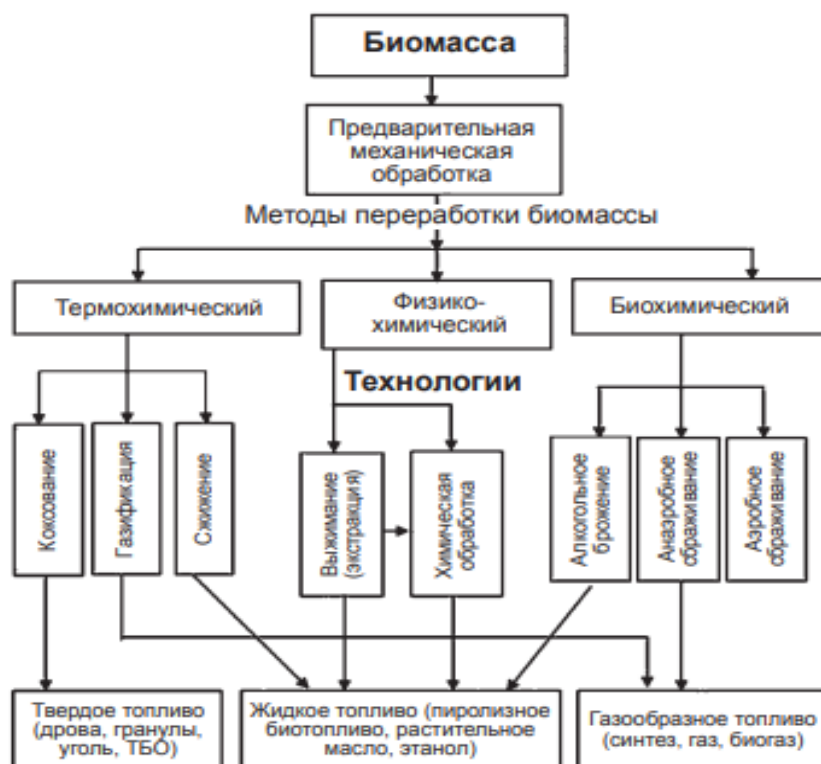 Биомасса
Предварительная
механическая
обработка
Методы переработки биомассы
Термохимический
Физико-
химический
Биохимический
Технологии
Коксование
Газификация
Сжижение
Выжимание
(экстракция)
Химическая
обработка
Алкогольное
брожение
Анаэробное
сбраживание
Аэробное
сбраживание
Твердое топливо
(дрова, гранулы,
уголь, ТБО)
Жидкое топливо (пиролизное
биотопливо, растительное
масло, этанол)
Газообразное топливо
(синтез, газ, биогаз)